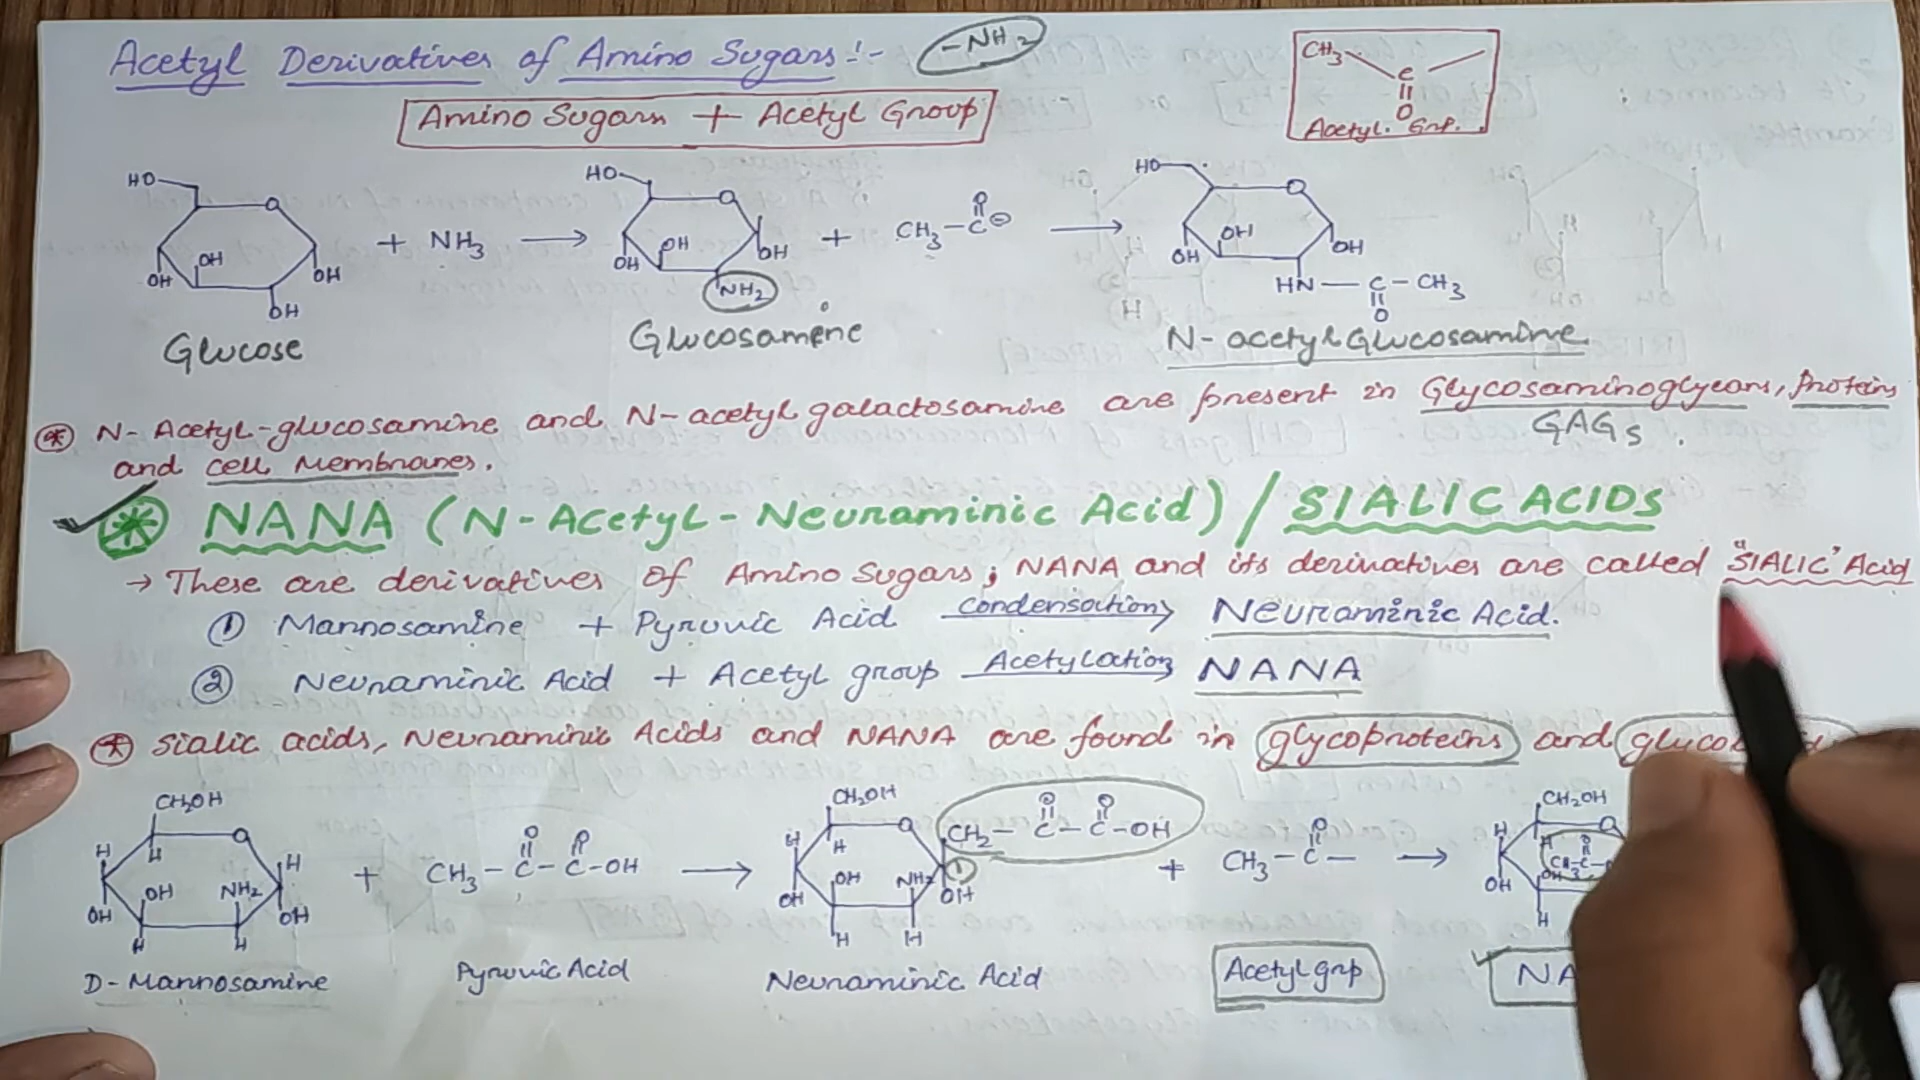 Acetyl Derivatives of Amino Sugars:- -NH2
Amino Sugars + Acetyl Group
CH3 C O
Acetyl. Grp.
HO O OH OH OH OH + NH3 → HO O OH OH OH NH2 + CH3-C O ⊖ → HO O OH OH OH HN-C-CH3 O
Glucose Glucosamine N-acetylGlucosamine
* N-Acetyl-glucosamine and N-acetylgalactosamine are present in Glycosaminoglycans, proteins
GAGs.
and cell Membranes.
* NANA (N-Acetyl-Neuraminic Acid) / SIALIC ACIDS
→ These are derivatives of Amino Sugars; NANA and its derivatives are called "SIALIC" Acid
① Mannosamine + Pyruvic Acid condensation Neuraminic Acid.
② Neuraminic Acid + Acetyl group Acetylation NANA
* Sialic acids, Neuraminic Acids and NANA are found in glycoproteins and
CH2OH O H H H OH OH NH2 OH H H + CH3-C-C-OH O O → CH2OH O H H OH OH NH2 OH H H CH2-C-C-OH O O 1 + CH3-C- O → CH2OH O H H OH H
D-Mannosamine Pyruvic Acid Neuraminic Acid Acetyl grp